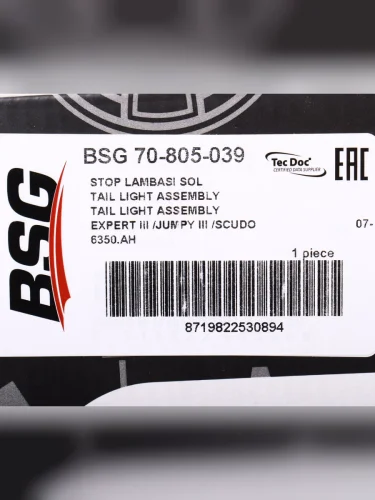 BSG
BSG 70-805-039
Tec Doc®
CERTIFIED DATA SUPPLIER
EAC
STOP LAMBASI SOL
TAIL LIGHT ASSEMBLY
TAIL LIGHT ASSEMBLY
EXPERT III /JUMPY III /SCUDO 07-
6350.AH
1 piece
8719822530894